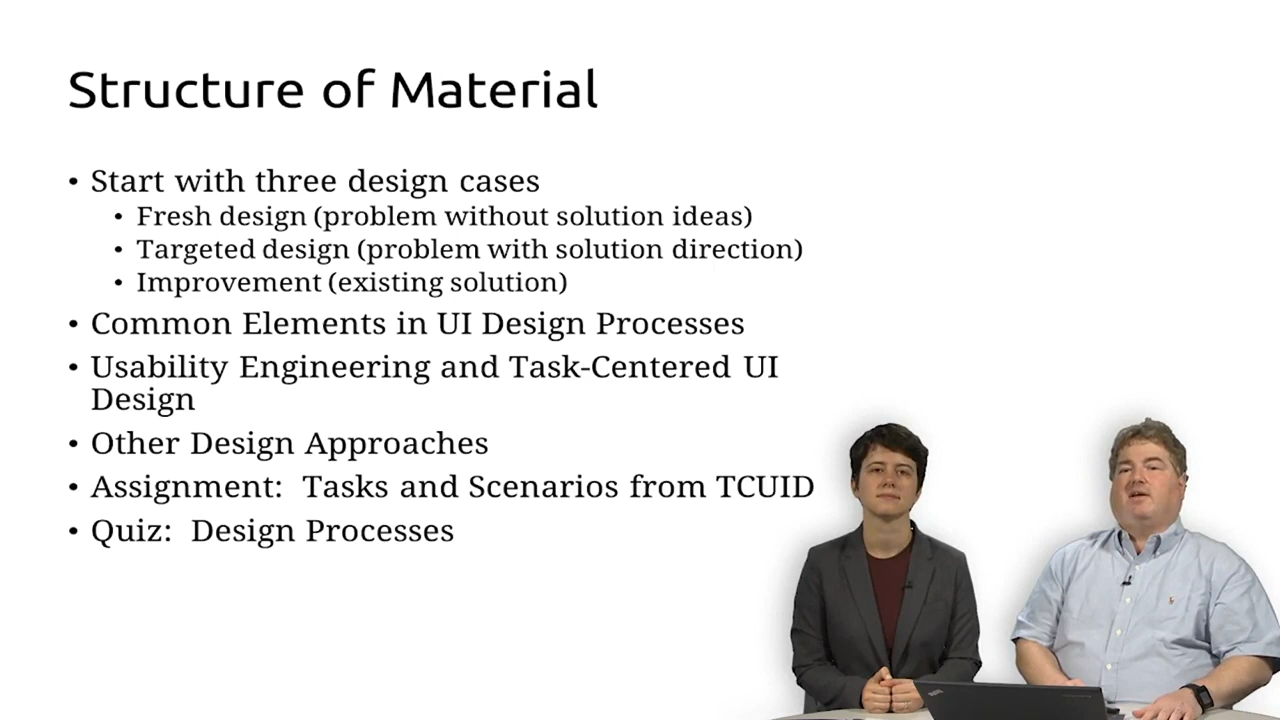 Structure of Material
• Start with three design cases
• Fresh design (problem without solution ideas)
• Targeted design (problem with solution direction)
• Improvement (existing solution)
• Common Elements in UI Design Processes
• Usability Engineering and Task-Centered UI
Design
• Other Design Approaches
• Assignment:  Tasks and Scenarios from TCUID
• Quiz:  Design Processes